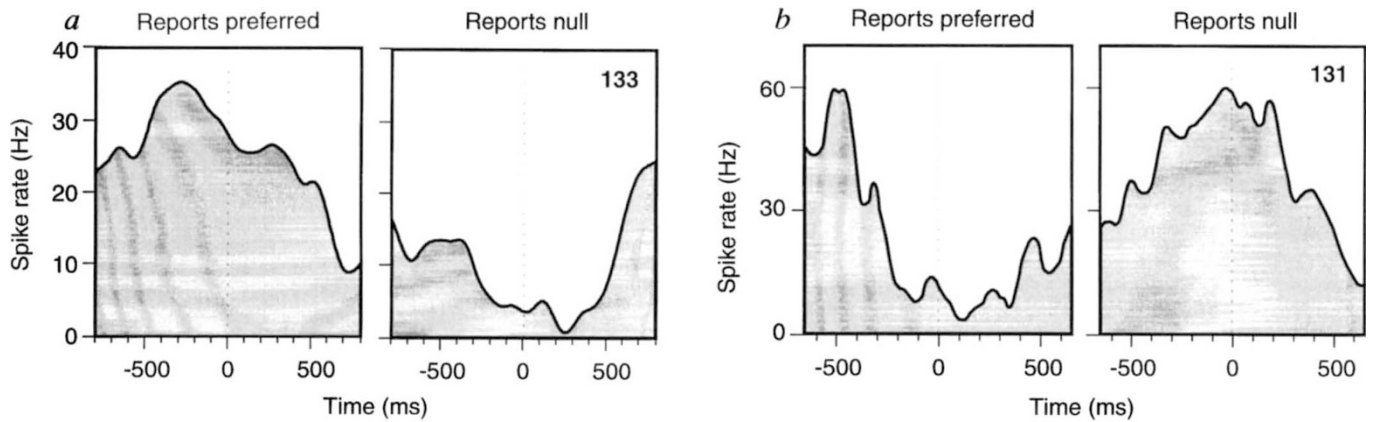 a Reports preferred Reports null
133
Spike rate (Hz)
40
30
20
10
0
-500 0 500 -500 0 500
Time (ms)
b Reports preferred Reports null
131
Spike rate (Hz)
60
30
0
-500 0 500 -500 0 500
Time (ms)